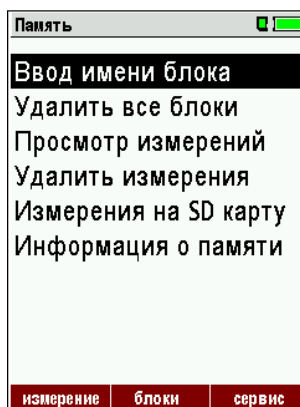 Память
Ввод имени блока
Удалить все блоки
Просмотр измерений
Удалить измерения
Измерения на SD карту
Информация о памяти
измерение блоки сервис